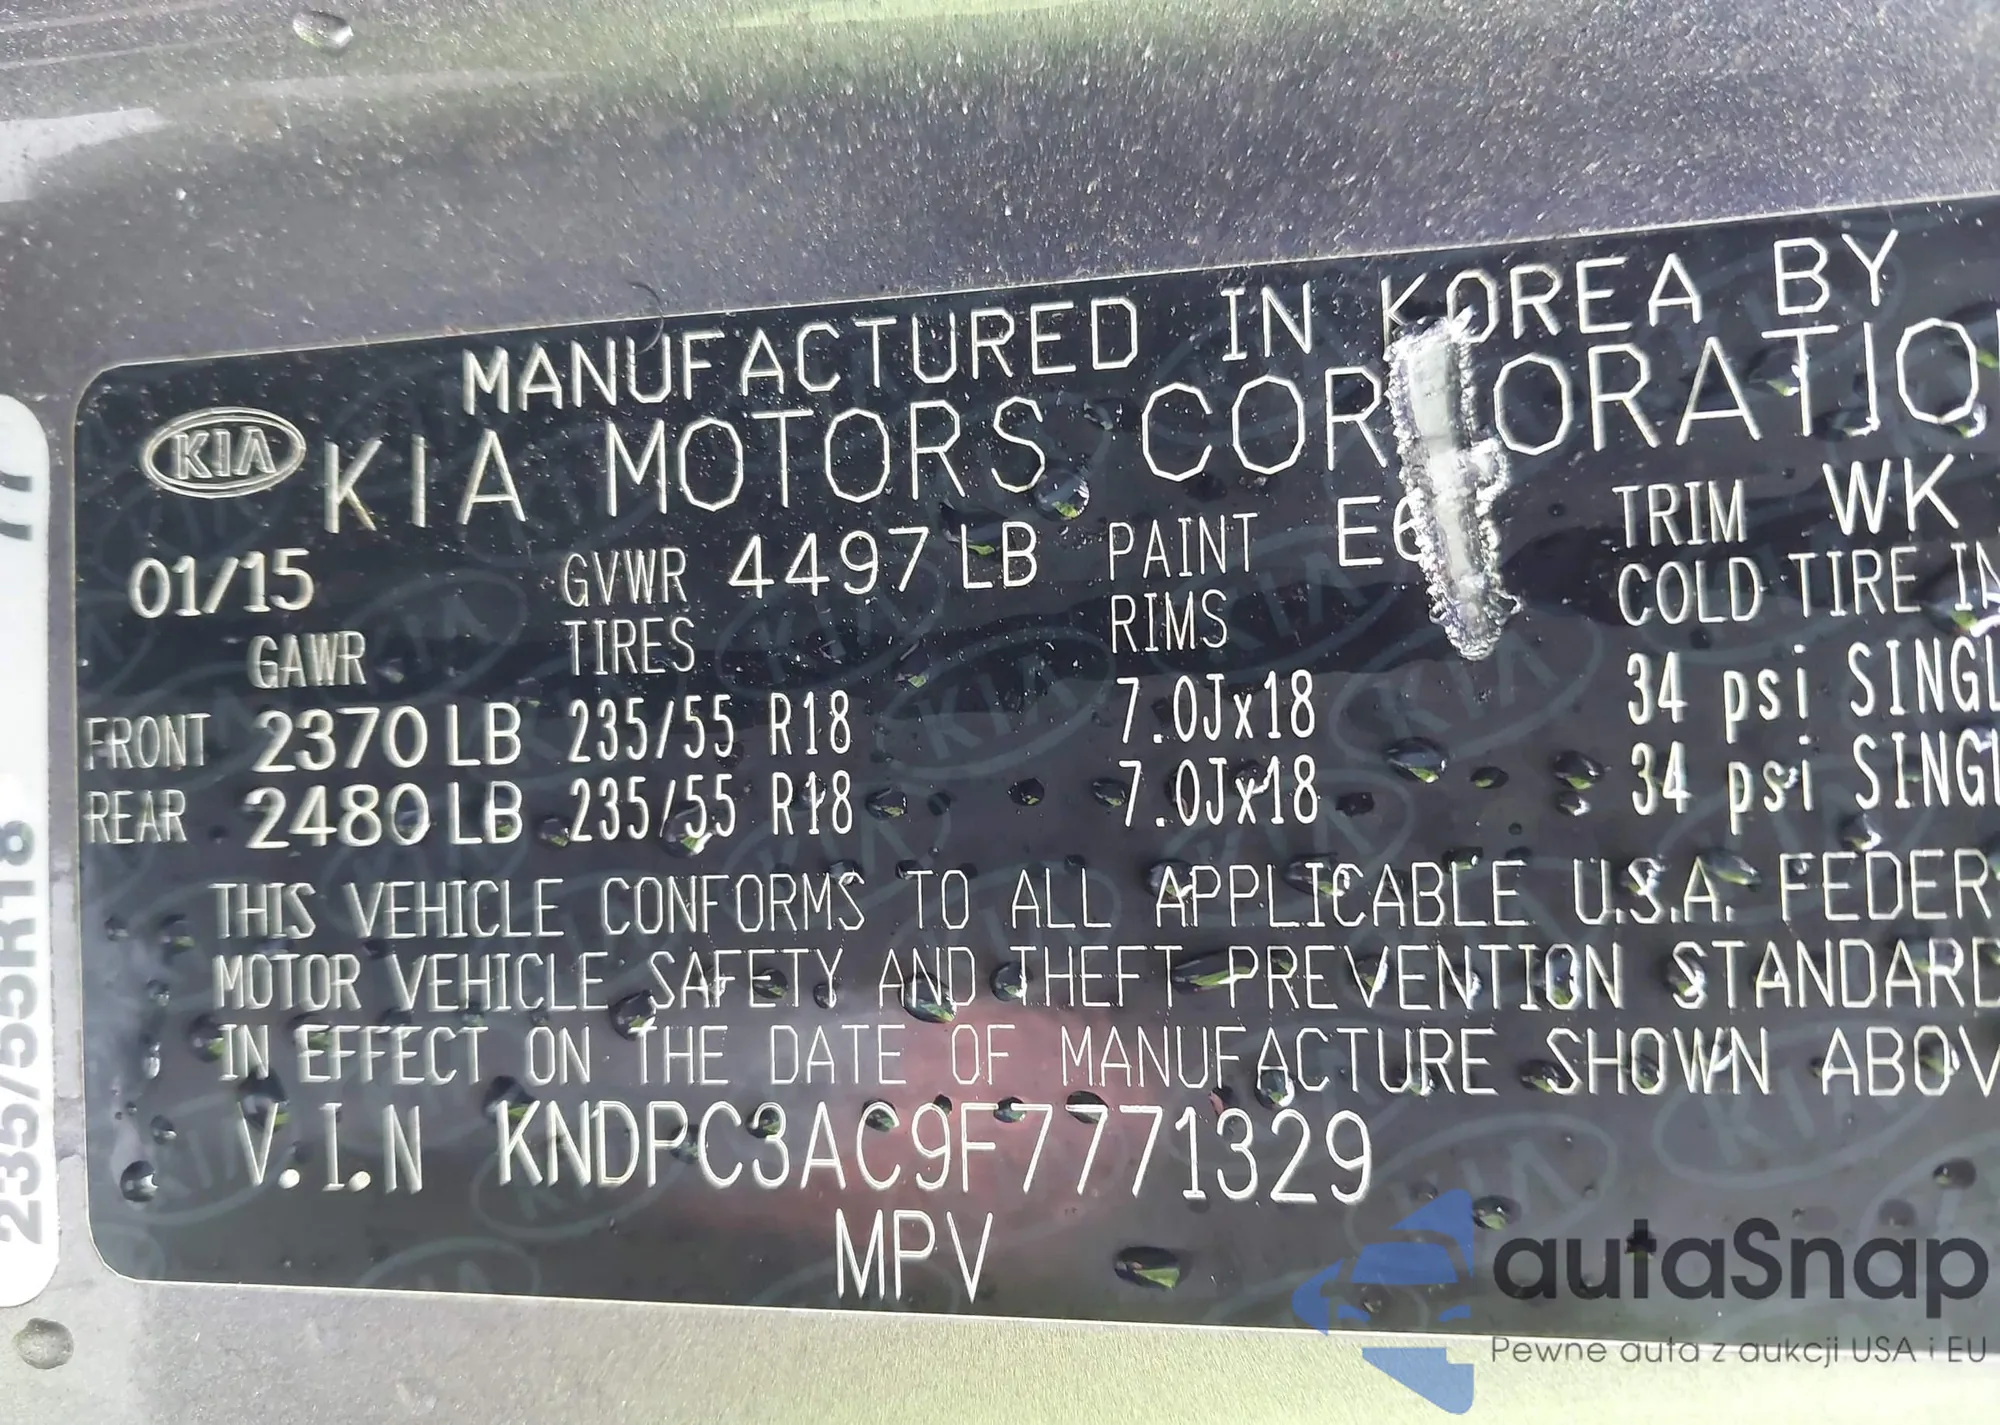 MANUFACTURED IN KOREA BY
KIA KIA MOTORS CORPORATIO
01/15 GVWR 4497 LB PAINT E6 TRIM WK
GAWR TIRES RIMS COLD TIRE IN
FRONT 2370 LB 235/55 R18 7.0Jx18 34 psi SINGL
REAR 2480 LB 235/55 R18 7.0Jx18 34 psi SINGL
THIS VEHICLE CONFORMS TO ALL APPLICABLE U.S.A. FEDER
MOTOR VEHICLE SAFETY AND THEFT PREVENTION STANDARD
IN EFFECT ON THE DATE OF MANUFACTURE SHOWN ABOV
V.I.N KNDPC3AC9F7771329
MPV
235/55R18 77
autaSnap
Pewne auta z aukcji USA i EU